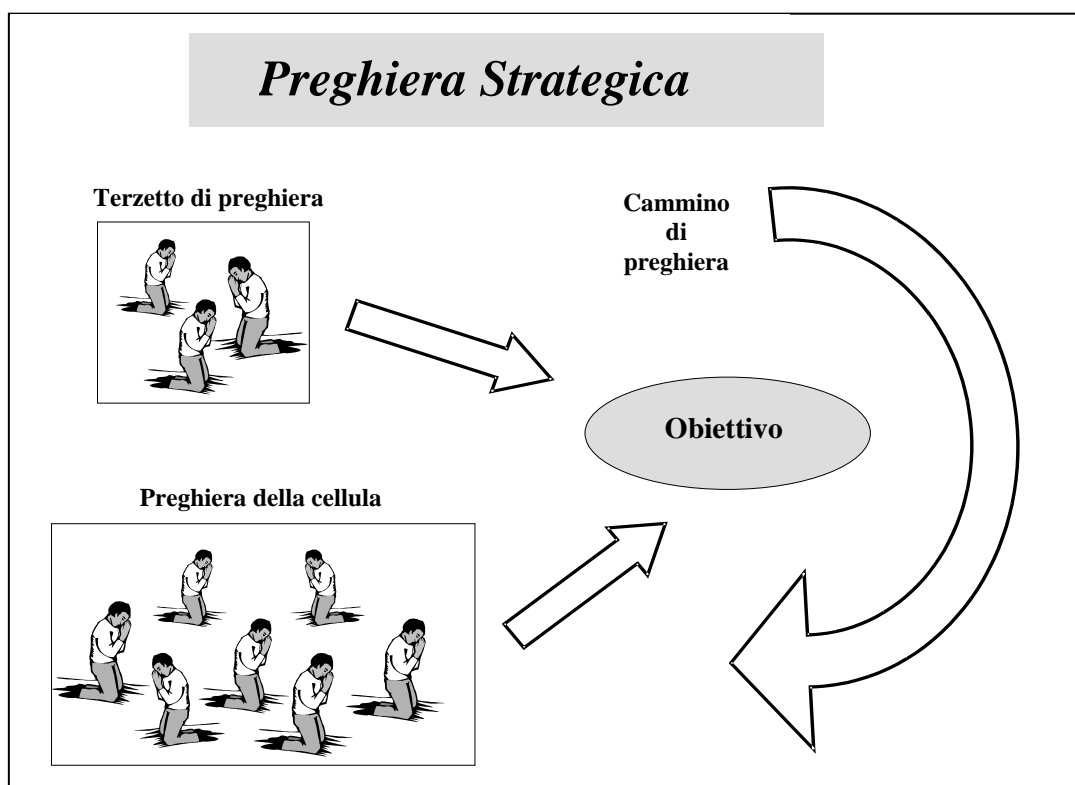 Preghiera Strategica
Terzetto di preghiera
Cammino
di
preghiera
Obiettivo
Preghiera della cellula